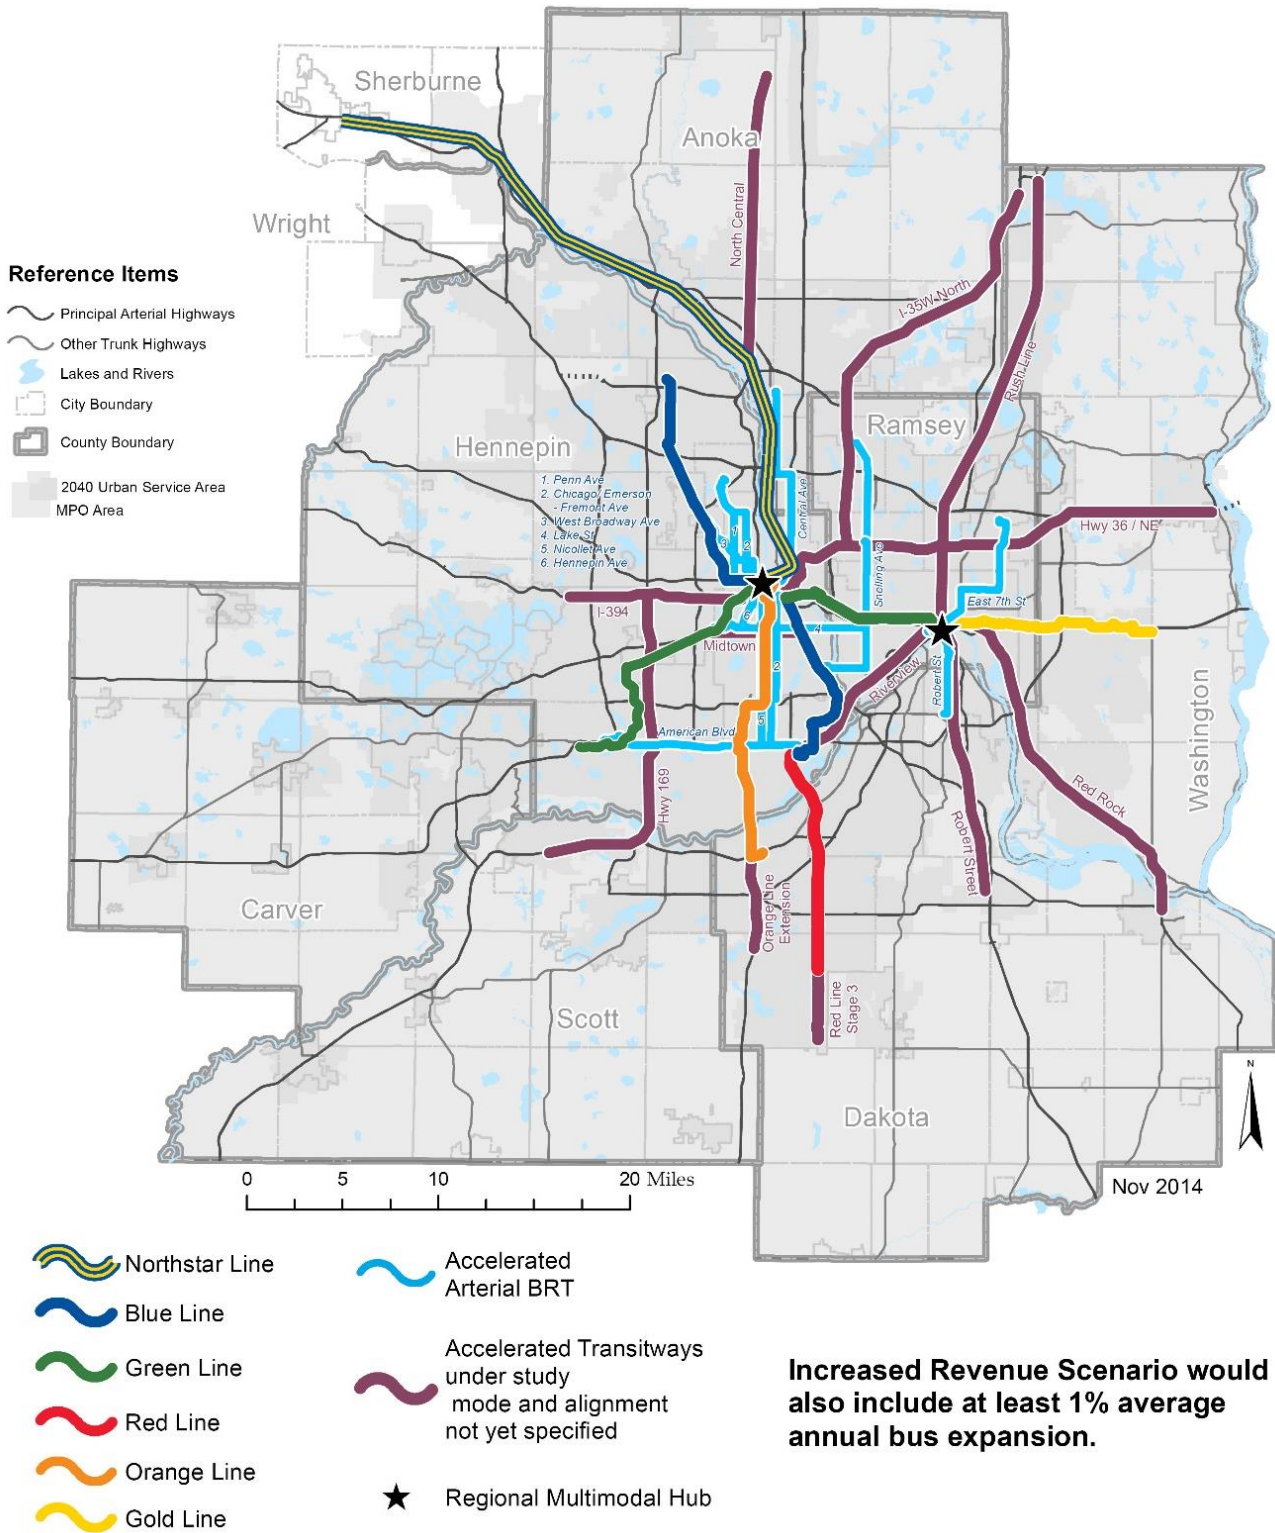 Sherburne
Anoka
Wright
North Central
I-35W North
Rush Line
Reference Items
Principal Arterial Highways
Other Trunk Highways
Lakes and Rivers
City Boundary
County Boundary
2040 Urban Service Area
MPO Area
Hennepin
Ramsey
1. Penn Ave
2. Chicago/ Emerson
- Fremont Ave
3. West Broadway Ave
4. Lake St
5. Nicollet Ave
6. Hennepin Ave
Central Ave
Hwy 36 / NE
1
3
2
Snelling Ave
East 7th St
I-394
6
4
Midtown
2
Riverview
Robert St
American Blvd
5
Washington
Hwy 169
Red Rock
Robert Street
Orange Line
Extension
Carver
Red Line
Stage 3
Scott
Dakota
N
Nov 2014
0 5 10 20 Miles
Northstar Line
Blue Line
Green Line
Red Line
Orange Line
Gold Line
Accelerated
Arterial BRT
Accelerated Transitways
under study
mode and alignment
not yet specified
Regional Multimodal Hub
Increased Revenue Scenario would
also include at least 1% average
annual bus expansion.